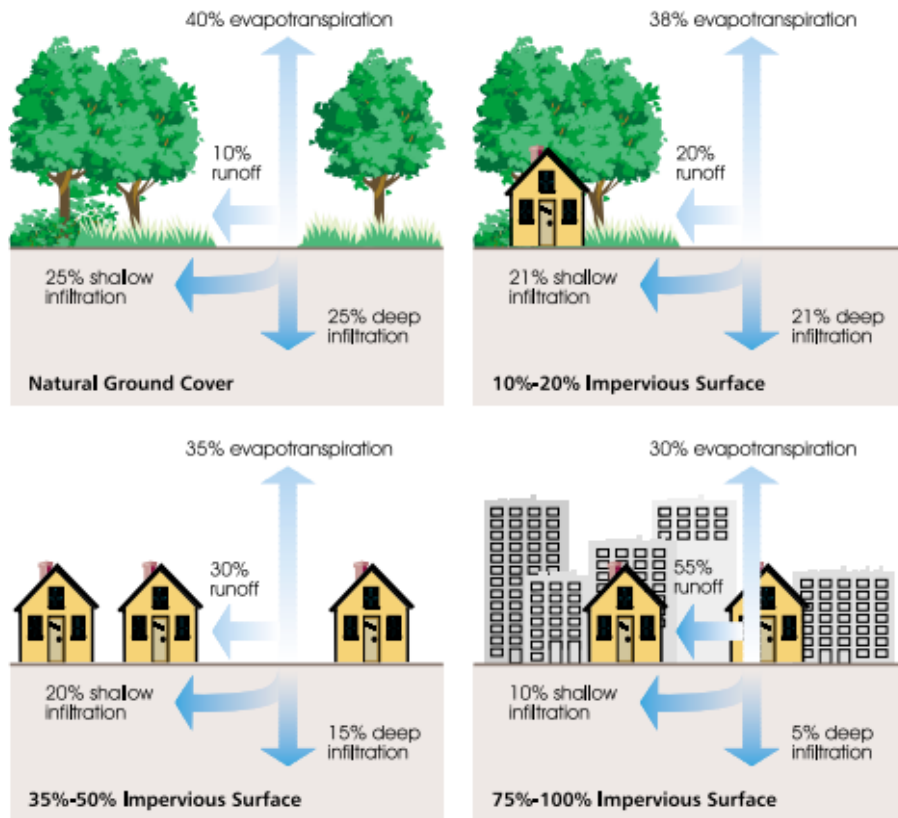 40% evapotranspiration
10%
runoff
25% shallow
infiltration
25% deep
infiltration
Natural Ground Cover
38% evapotranspiration
20%
runoff
21% shallow
infiltration
21% deep
infiltration
10%-20% Impervious Surface
35% evapotranspiration
30%
runoff
20% shallow
infiltration
15% deep
infiltration
35%-50% Impervious Surface
30% evapotranspiration
55%
runoff
10% shallow
infiltration
5% deep
infiltration
75%-100% Impervious Surface